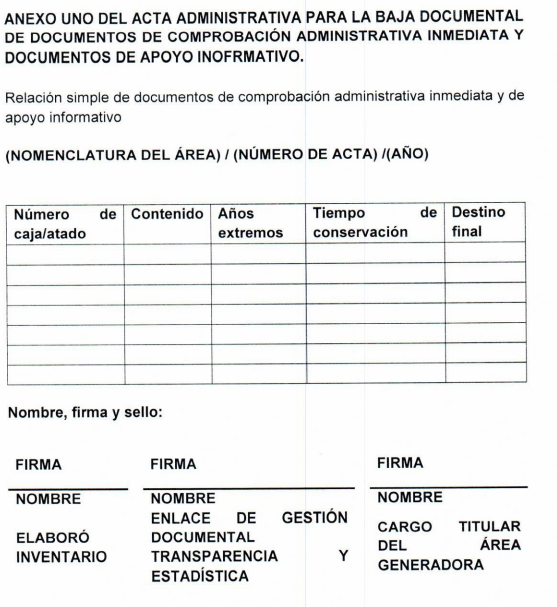 ANEXO UNO DEL ACTA ADMINISTRATIVA PARA LA BAJA DOCUMENTAL
DE DOCUMENTOS DE COMPROBACIÓN ADMINISTRATIVA INMEDIATA Y
DOCUMENTOS DE APOYO INOFRMATIVO.
Relación simple de documentos de comprobación administrativa inmediata y de
apoyo informativo
(NOMENCLATURA DEL ÁREA) / (NÚMERO DE ACTA) /(AÑO)
Número de caja/atado
Contenido
Años extremos
Tiempo de conservación
Destino final
Nombre, firma y sello:
FIRMA
NOMBRE
ELABORÓ
INVENTARIO
FIRMA
NOMBRE
ENLACE DE GESTIÓN
DOCUMENTAL
TRANSPARENCIA Y
ESTADÍSTICA
FIRMA
NOMBRE
CARGO TITULAR
DEL ÁREA
GENERADORA